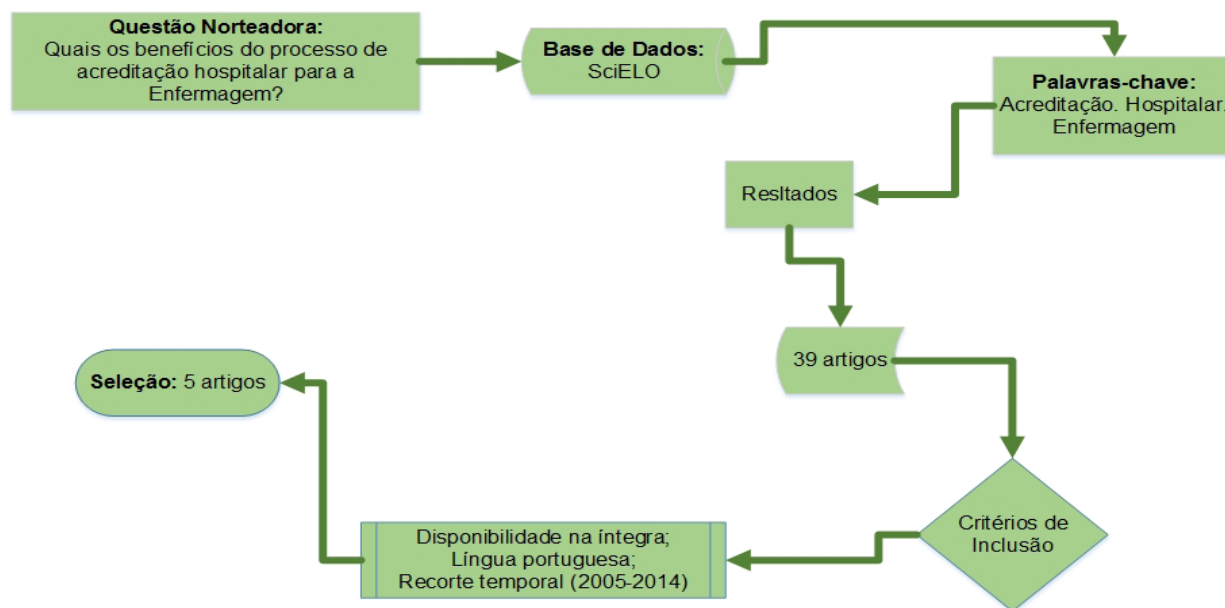 Questão Norteadora:
Quais os benefícios do processo de
acreditação hospitalar para a
Enfermagem?
Base de Dados:
SciELO
Palavras-chave:
Acreditação. Hospitalar.
Enfermagem
Resltados
39 artigos
Critérios de
Inclusão
Disponibilidade na íntegra;
Língua portuguesa;
Recorte temporal (2005-2014)
Seleção: 5 artigos